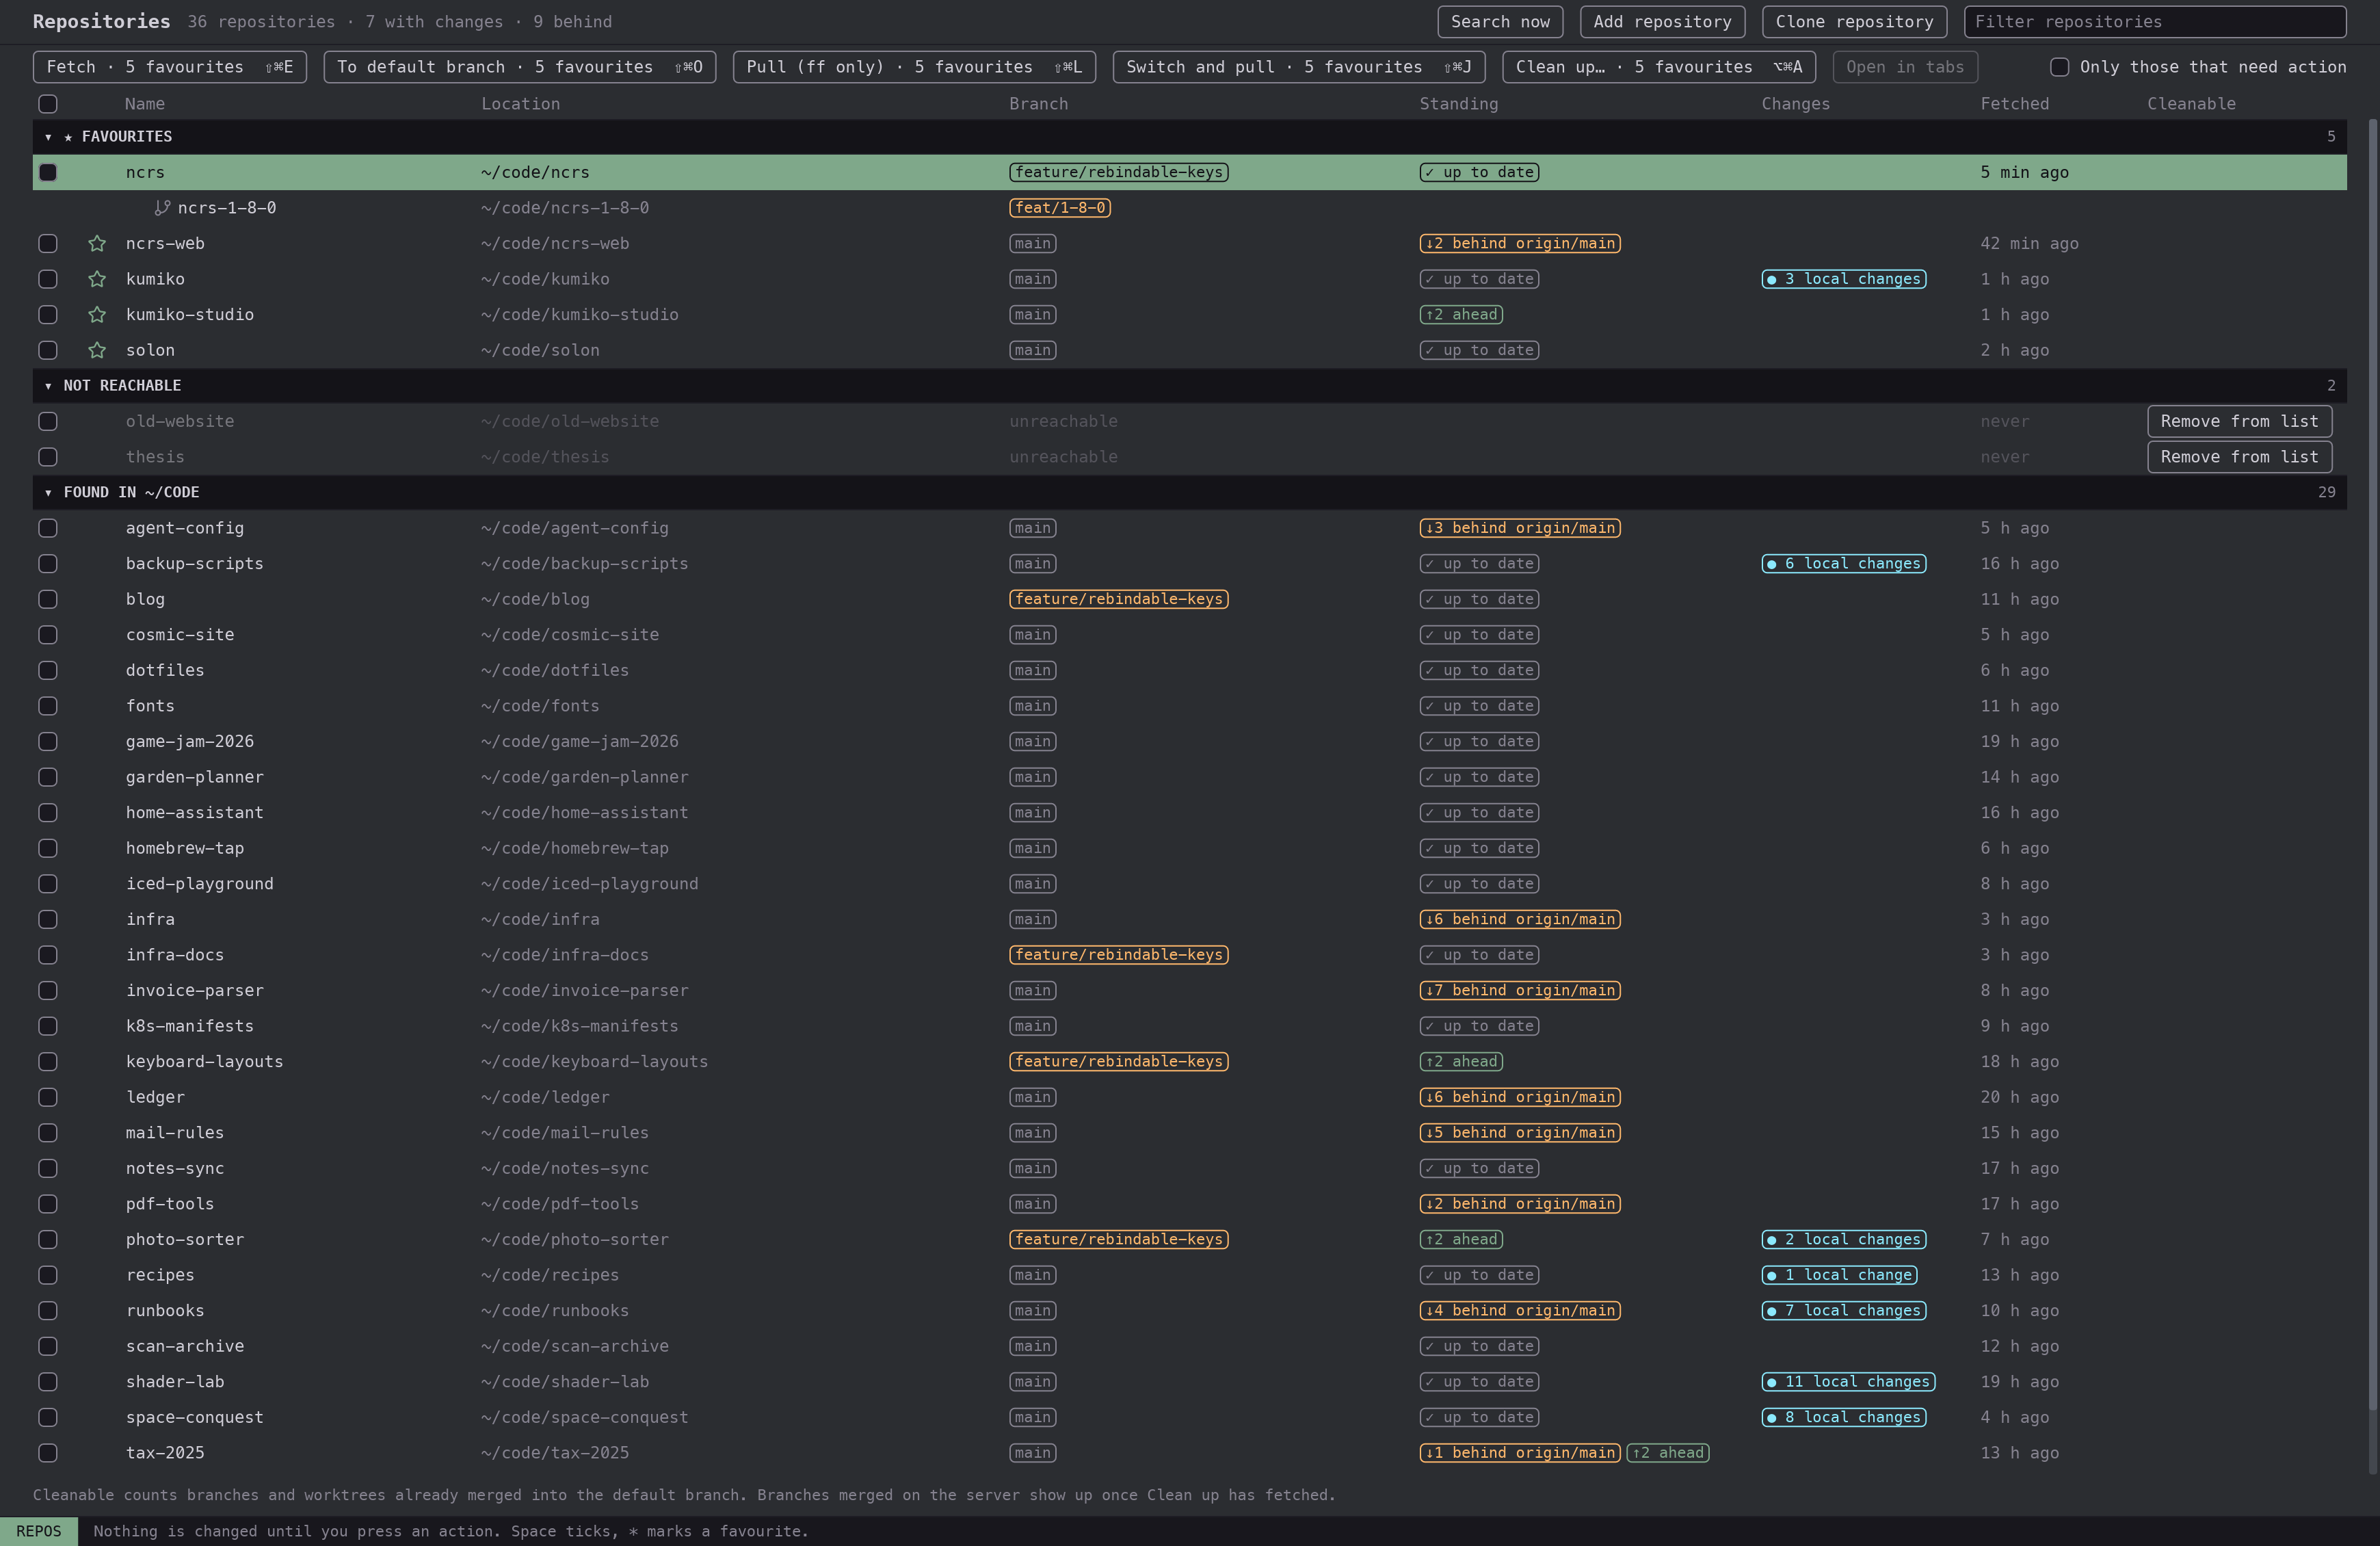 Repositories 36 repositories · 7 with changes · 9 behind Search now Add repository Clone repository Filter repositories
Fetch · 5 favourites ⇧⌘E To default branch · 5 favourites ⇧⌘O Pull (ff only) · 5 favourites ⇧⌘L Switch and pull · 5 favourites ⇧⌘J Clean up… · 5 favourites ⌥⌘A Open in tabs Only those that need action
Name Location Branch Standing Changes Fetched Cleanable
▾ ★ FAVOURITES 5
ncrs ~/code/ncrs feature/rebindable-keys ✓ up to date 5 min ago
ncrs-1-8-0 ~/code/ncrs-1-8-0 feat/1-8-0
ncrs-web ~/code/ncrs-web main ↓2 behind origin/main 42 min ago
kumiko ~/code/kumiko main ✓ up to date ● 3 local changes 1 h ago
kumiko-studio ~/code/kumiko-studio main ↑2 ahead 1 h ago
solon ~/code/solon main ✓ up to date 2 h ago
▾ NOT REACHABLE 2
old-website ~/code/old-website unreachable never Remove from list
thesis ~/code/thesis unreachable never Remove from list
▾ FOUND IN ~/CODE 29
agent-config ~/code/agent-config main ↓3 behind origin/main 5 h ago
backup-scripts ~/code/backup-scripts main ✓ up to date ● 6 local changes 16 h ago
blog ~/code/blog feature/rebindable-keys ✓ up to date 11 h ago
cosmic-site ~/code/cosmic-site main ✓ up to date 5 h ago
dotfiles ~/code/dotfiles main ✓ up to date 6 h ago
fonts ~/code/fonts main ✓ up to date 11 h ago
game-jam-2026 ~/code/game-jam-2026 main ✓ up to date 19 h ago
garden-planner ~/code/garden-planner main ✓ up to date 14 h ago
home-assistant ~/code/home-assistant main ✓ up to date 16 h ago
homebrew-tap ~/code/homebrew-tap main ✓ up to date 6 h ago
iced-playground ~/code/iced-playground main ✓ up to date 8 h ago
infra ~/code/infra main ↓6 behind origin/main 3 h ago
infra-docs ~/code/infra-docs feature/rebindable-keys ✓ up to date 3 h ago
invoice-parser ~/code/invoice-parser main ↓7 behind origin/main 8 h ago
k8s-manifests ~/code/k8s-manifests main ✓ up to date 9 h ago
keyboard-layouts ~/code/keyboard-layouts feature/rebindable-keys ↑2 ahead 18 h ago
ledger ~/code/ledger main ↓6 behind origin/main 20 h ago
mail-rules ~/code/mail-rules main ↓5 behind origin/main 15 h ago
notes-sync ~/code/notes-sync main ✓ up to date 17 h ago
pdf-tools ~/code/pdf-tools main ↓2 behind origin/main 17 h ago
photo-sorter ~/code/photo-sorter feature/rebindable-keys ↑2 ahead ● 2 local changes 7 h ago
recipes ~/code/recipes main ✓ up to date ● 1 local change 13 h ago
runbooks ~/code/runbooks main ↓4 behind origin/main ● 7 local changes 10 h ago
scan-archive ~/code/scan-archive main ✓ up to date 12 h ago
shader-lab ~/code/shader-lab main ✓ up to date ● 11 local changes 19 h ago
space-conquest ~/code/space-conquest main ✓ up to date ● 8 local changes 4 h ago
tax-2025 ~/code/tax-2025 main ↓1 behind origin/main ↑2 ahead 13 h ago
Cleanable counts branches and worktrees already merged into the default branch. Branches merged on the server show up once Clean up has fetched.
REPOS Nothing is changed until you press an action. Space ticks, * marks a favourite.